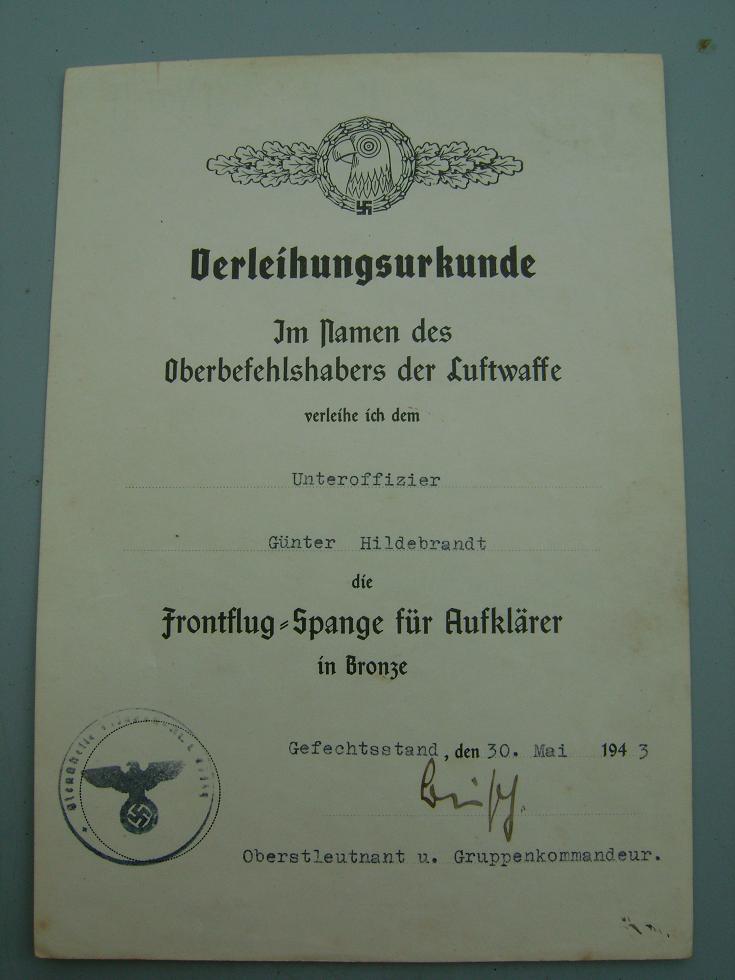 Verleihungsurkunde
Im Namen des
Oberbefehlshabers der Luftwaffe
verleihe ich dem
Unteroffizier
Günter Hildebrandt
die
Frontflug-Spange für Aufklärer
in Bronze
Gefechtsstand, den 30. Mai 1943
Oberstleutnant u. Gruppenkommandeur.